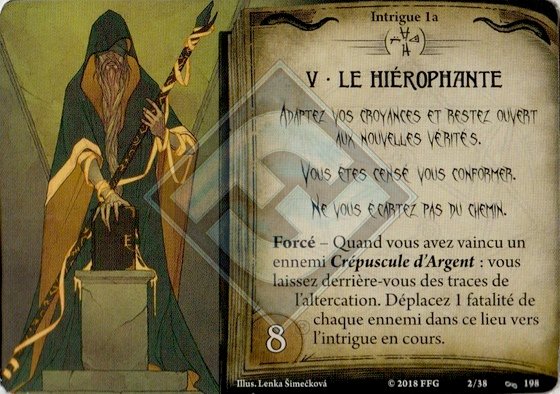 Intrigue 1a
V · LE HIÉROPHANTE
ADAPTEZ VOS CROYANCES ET RESTEZ OUVERT
AUX NOUVELLES VÉRITÉS.
VOUS ÊTES CENSÉ VOUS CONFORMER.
NE VOUS ÉCARTEZ PAS DU CHEMIN.
Forcé – Quand vous avez vaincu un
ennemi Crépuscule d'Argent : vous
laissez derrière-vous des traces de
l'altercation. Déplacez 1 fatalité de
chaque ennemi dans ce lieu vers
l'intrigue en cours.
8
E
Illus. Lenka Šimečková
© 2018 FFG
2/38
198